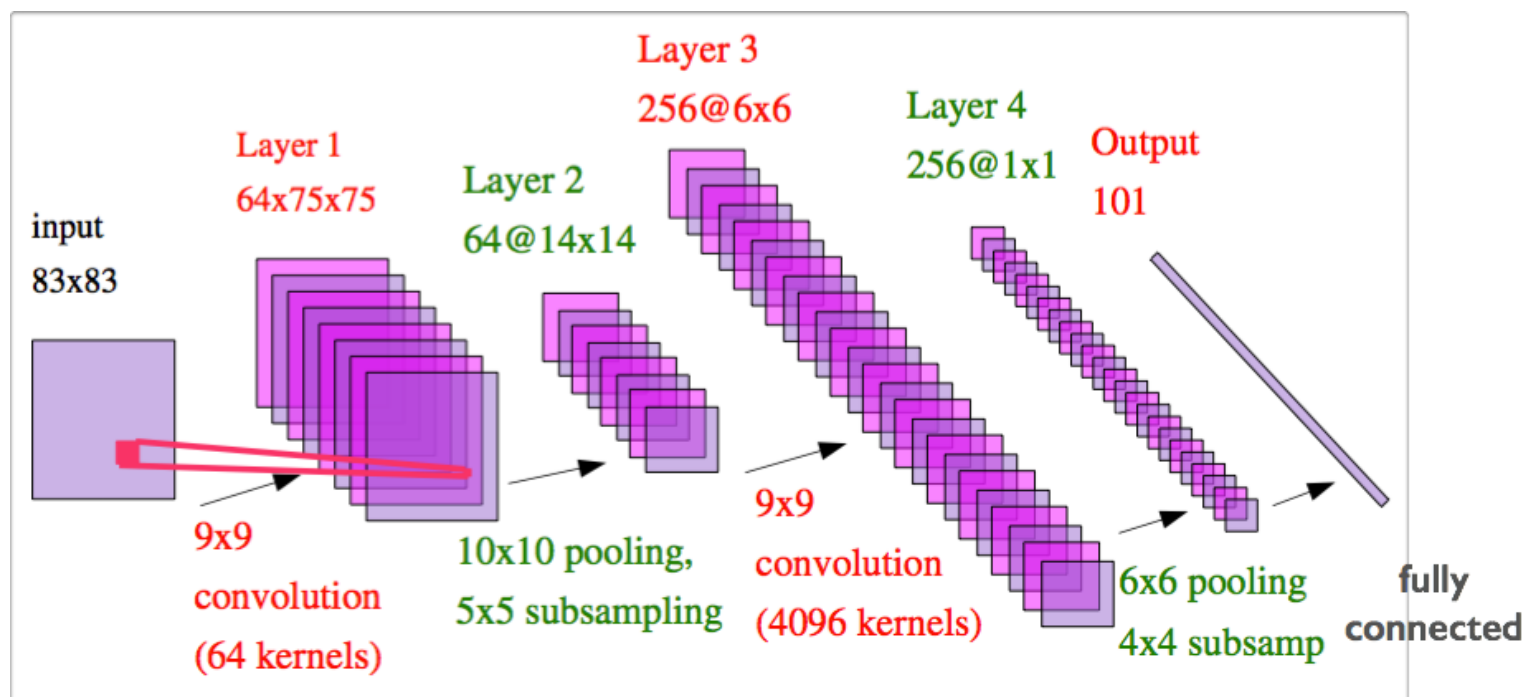 input
83x83
Layer 1
64x75x75
9x9
convolution
(64 kernels)
Layer 2
64@14x14
10x10 pooling,
5x5 subsampling
Layer 3
256@6x6
9x9
convolution
(4096 kernels)
Layer 4
256@1x1
6x6 pooling
4x4 subsamp
Output
101
fully
connected